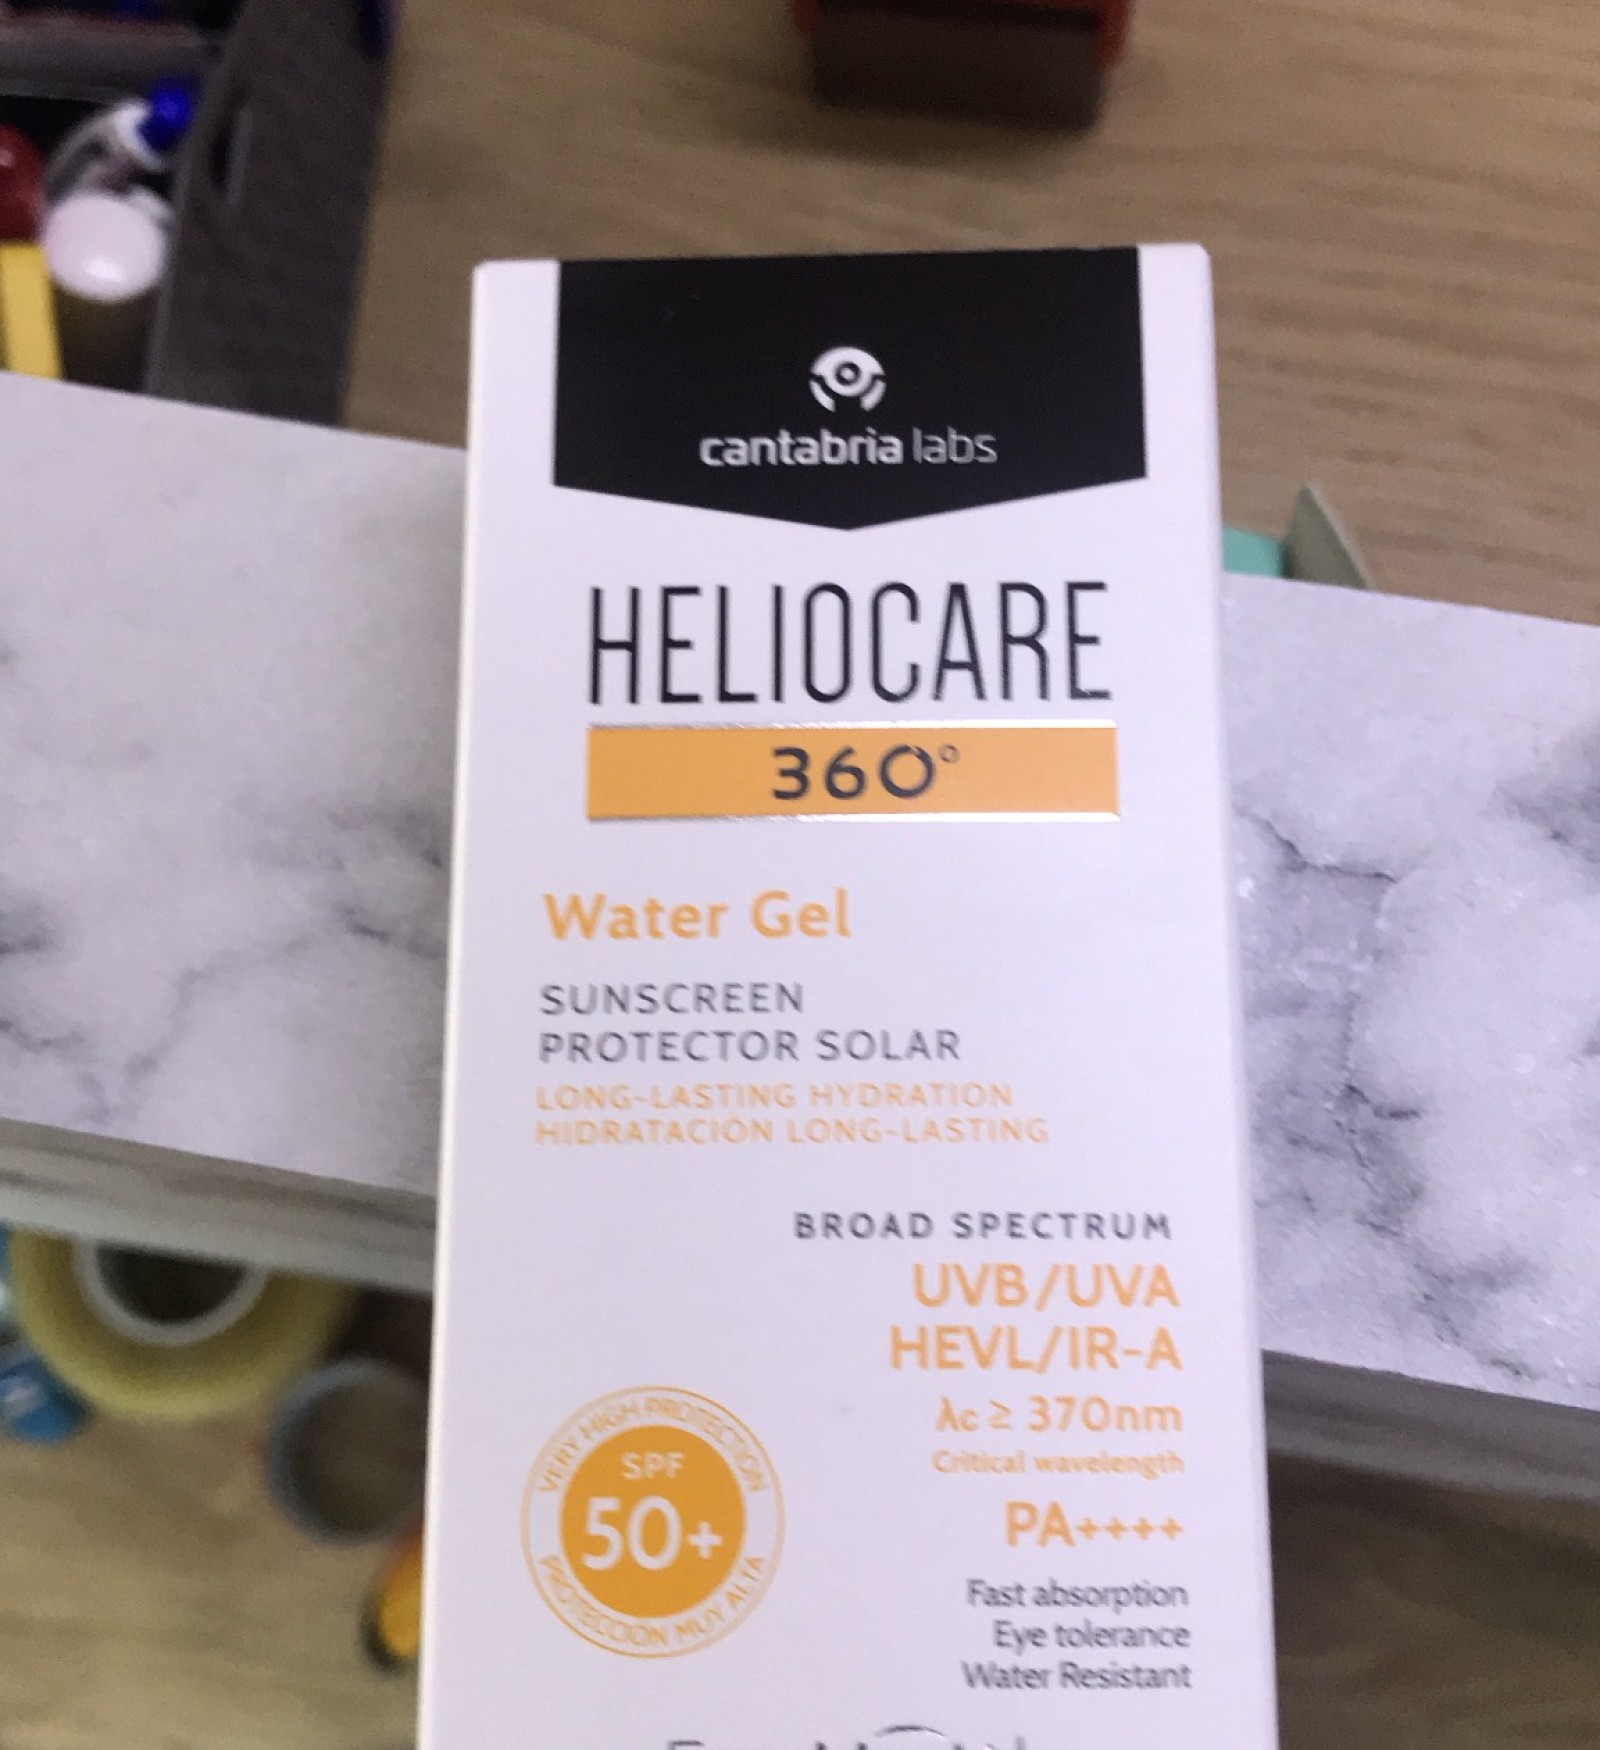 cantabria labs
HELIOCARE
360°
Water Gel
SUNSCREEN
PROTECTOR SOLAR
LONG-LASTING HYDRATION
HIDRATACIÓN LONG-LASTING
BROAD SPECTRUM
UVB/UVA
HEVL/IR-A
λc ≥ 370nm
Critical wavelength
PA++++
Fast absorption
Eye tolerance
Water Resistant
VERY HIGH PROTECTION
SPF
50+
PROTECCIÓN MUY ALTA